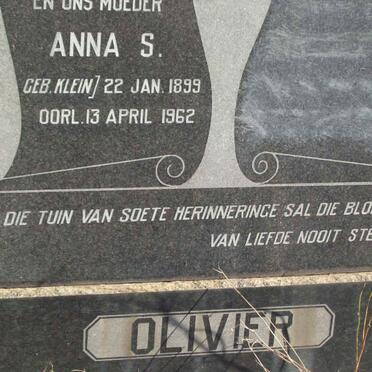 EN ONS MOEDER
ANNA S.
GEB. KLEIN] 22 JAN. 1899
OORL. 13 APRIL 1962
DIE TUIN VAN SOETE HERINNERINGE SAL DIE BLO
VAN LIEFDE NOOIT STE
OLIVIER